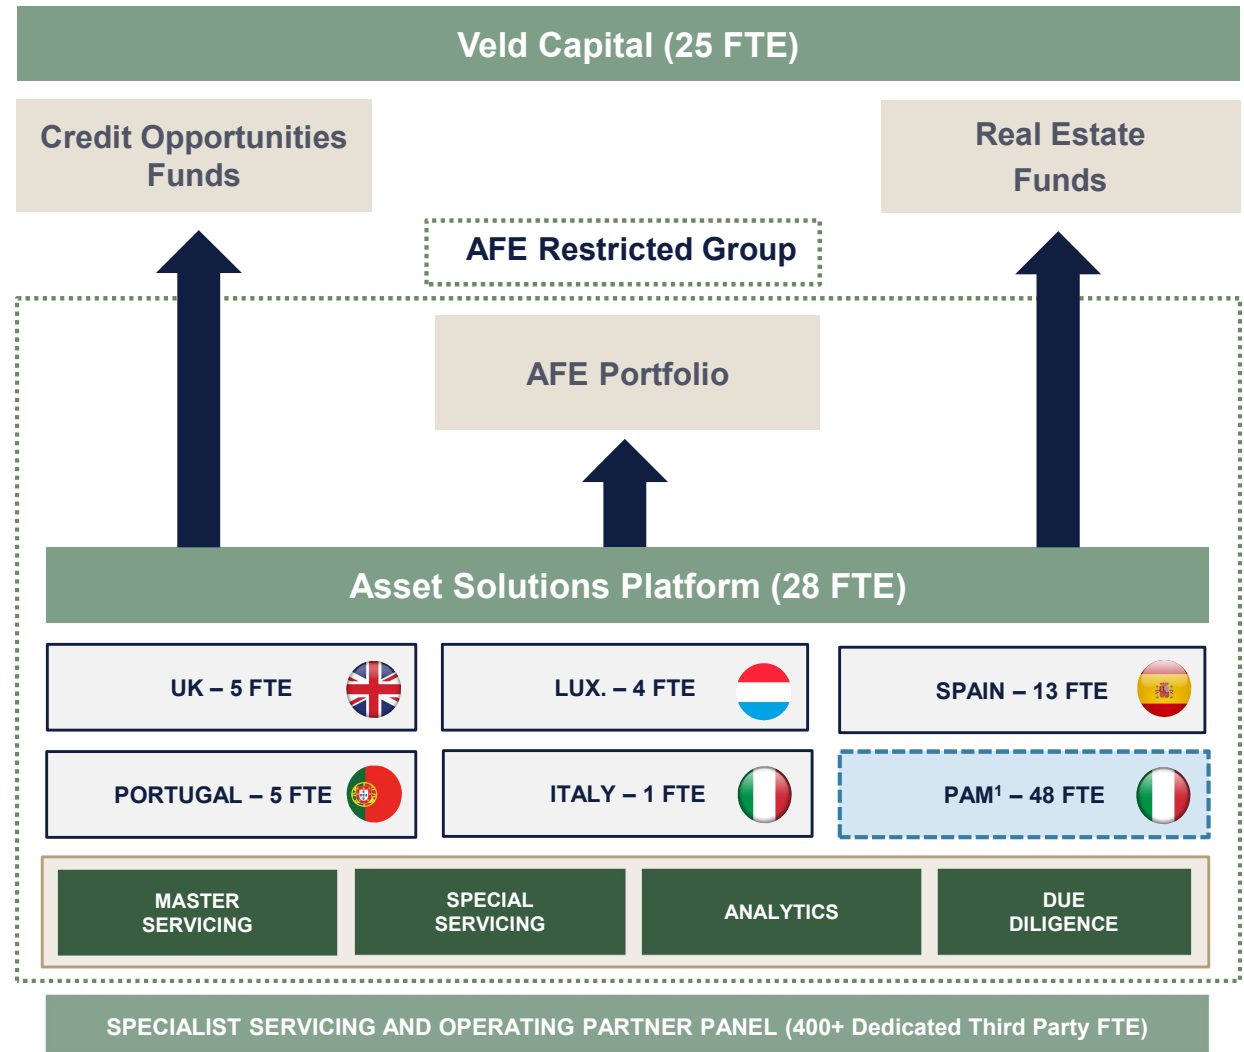 Veld Capital (25 FTE)
Credit Opportunities
Funds
Real Estate
Funds
AFE Restricted Group
AFE Portfolio
Asset Solutions Platform (28 FTE)
UK – 5 FTE
LUX. – 4 FTE
SPAIN – 13 FTE
PORTUGAL – 5 FTE
ITALY – 1 FTE
PAM¹ – 48 FTE
MASTER
SERVICING
SPECIAL
SERVICING
ANALYTICS
DUE
DILIGENCE
SPECIALIST SERVICING AND OPERATING PARTNER PANEL (400+ Dedicated Third Party FTE)